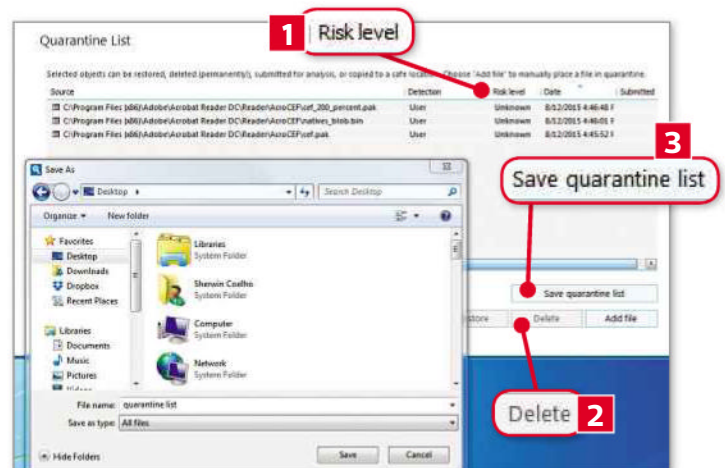 Quarantine List
1 Risk level
Selected objects can be restored, deleted (permanently), submitted for analysis, or copied to a safe location. Choose 'Add file' to manually place a file in quarantine.
Source Detection Risk level Date Submitted
C:\Program Files (x86)\Adobe\Acrobat Reader DC\Reader\AcroCEF\cef_200_percent.pak User Unknown 8/12/2015 4:46:48 P
C:\Program Files (x86)\Adobe\Acrobat Reader DC\Reader\AcroCEF\natives_blob.bin User Unknown 8/12/2015 4:46:01 P
C:\Program Files (x86)\Adobe\Acrobat Reader DC\Reader\AcroCEF\cef.pak User Unknown 8/12/2015 4:45:52 P
3
Save quarantine list
Save As
Desktop
Search Desktop
Organize
New folder
Favorites
Desktop
Downloads
Dropbox
Recent Places
Libraries
Documents
Music
Pictures
Videos
Libraries
System Folder
Sherwin Coelho
System Folder
Computer
System Folder
Network
System Folder
Save quarantine list
store Delete Add file
File name: quarantine list
Save as type: All files
Hide Folders
Save Cancel
Delete 2